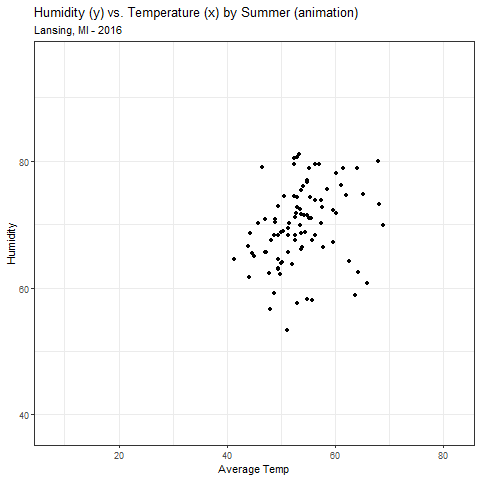 Humidity (y) vs. Temperature (x) by Summer (animation)
Lansing, MI - 2016
80
60
40
Humidity
20 40 60 80
Average Temp